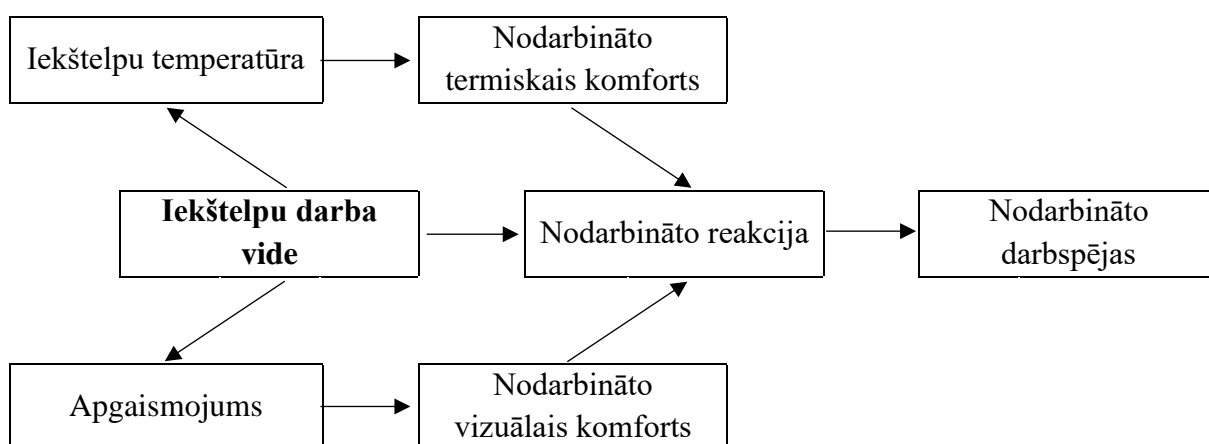 Iekštelpu temperatūra
Nodarbināto
termiskais komforts
Iekštelpu darba
vide
Nodarbināto reakcija
Nodarbināto
darbspējas
Apgaismojums
Nodarbināto
vizuālais komforts